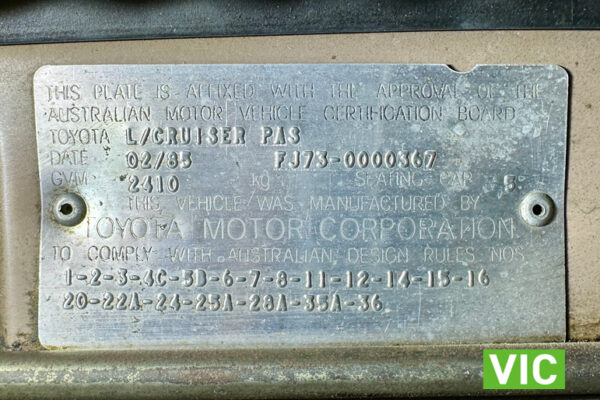 THIS PLATE IS AFFIXED WITH THE APPROVAL OF THE
AUSTRALIAN MOTOR VEHICLE CERTIFICATION BOARD
TOYOTA L/CRUISER PAS
DATE 02/85 FJ73-0000367
GVM 2410 KG SEATING CAP 5
THIS VEHICLE WAS MANUFACTURED BY
TOYOTA MOTOR CORPORATION
TO COMPLY WITH AUSTRALIAN DESIGN RULES NOS
1-2-3-4C-5B-6-7-8-11-12-14-15-16
20-22A-24-25A-28A-35A-36
VIC